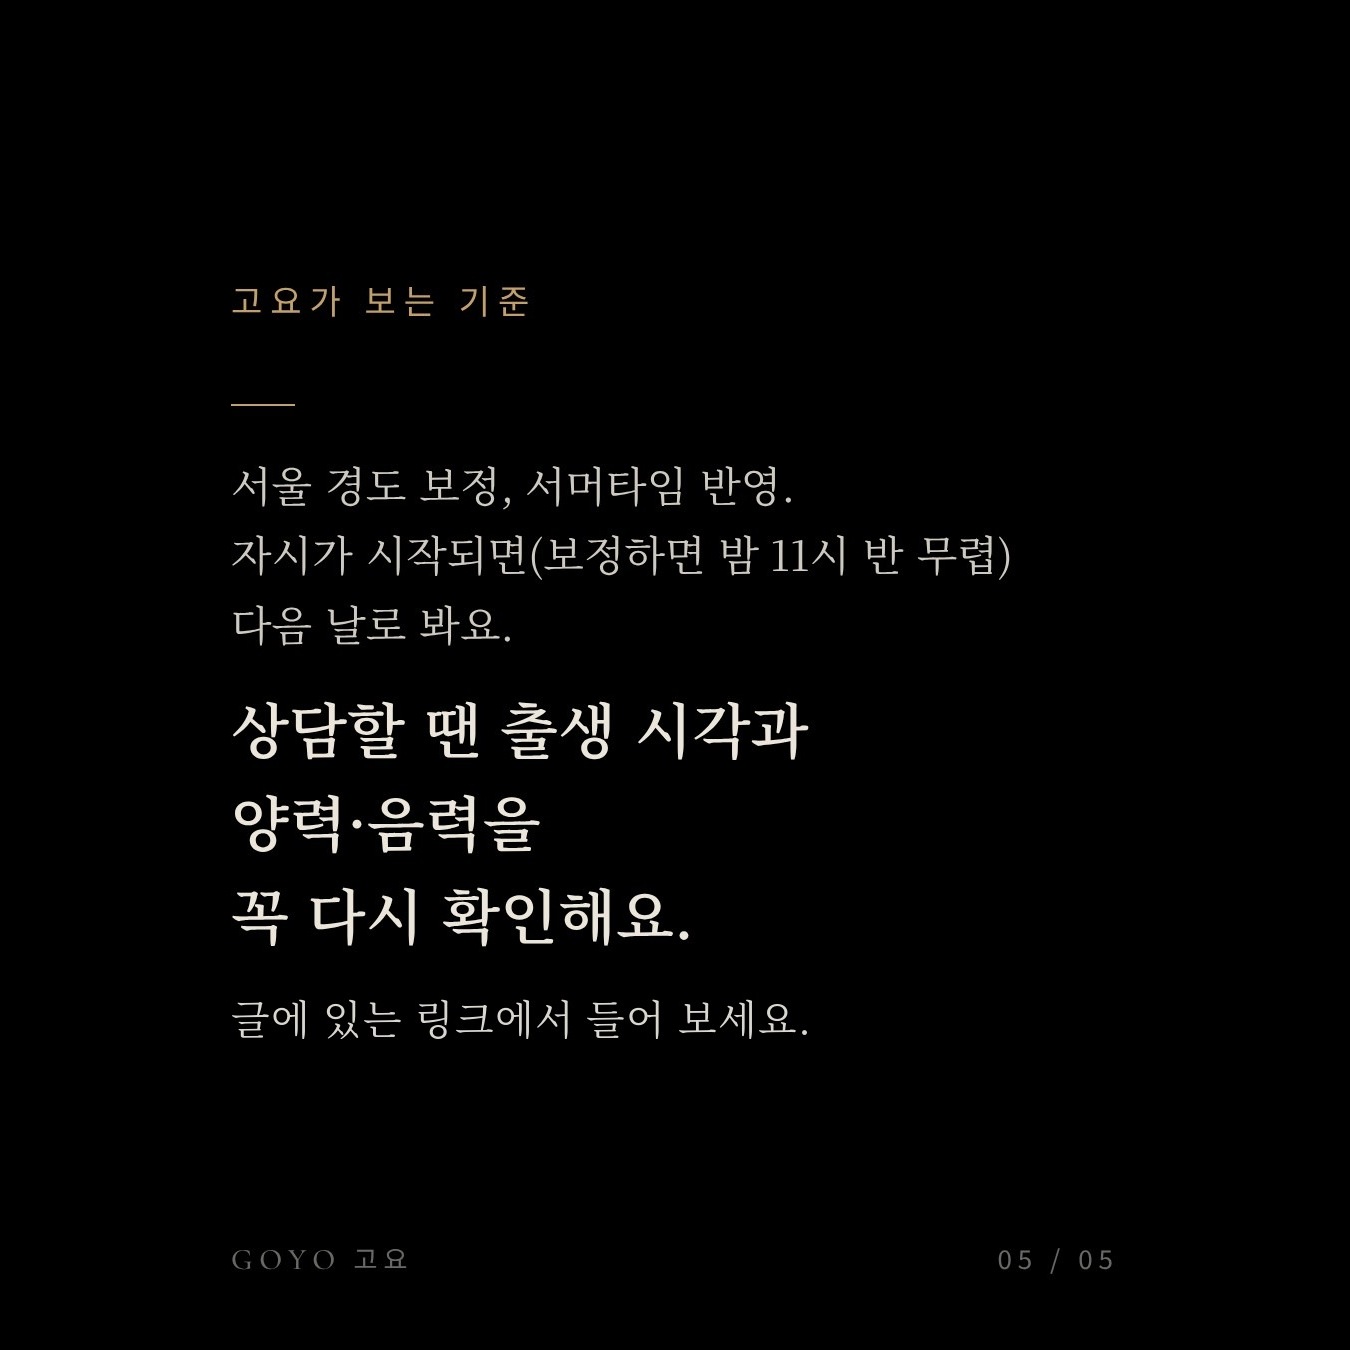 고요가 보는 기준
서울 경도 보정, 서머타임 반영.
자시가 시작되면(보정하면 밤 11시 반 무렵)
다음 날로 봐요.
상담할 땐 출생 시각과
양력·음력을
꼭 다시 확인해요.
글에 있는 링크에서 들어 보세요.
GOYO 고요
05 / 05